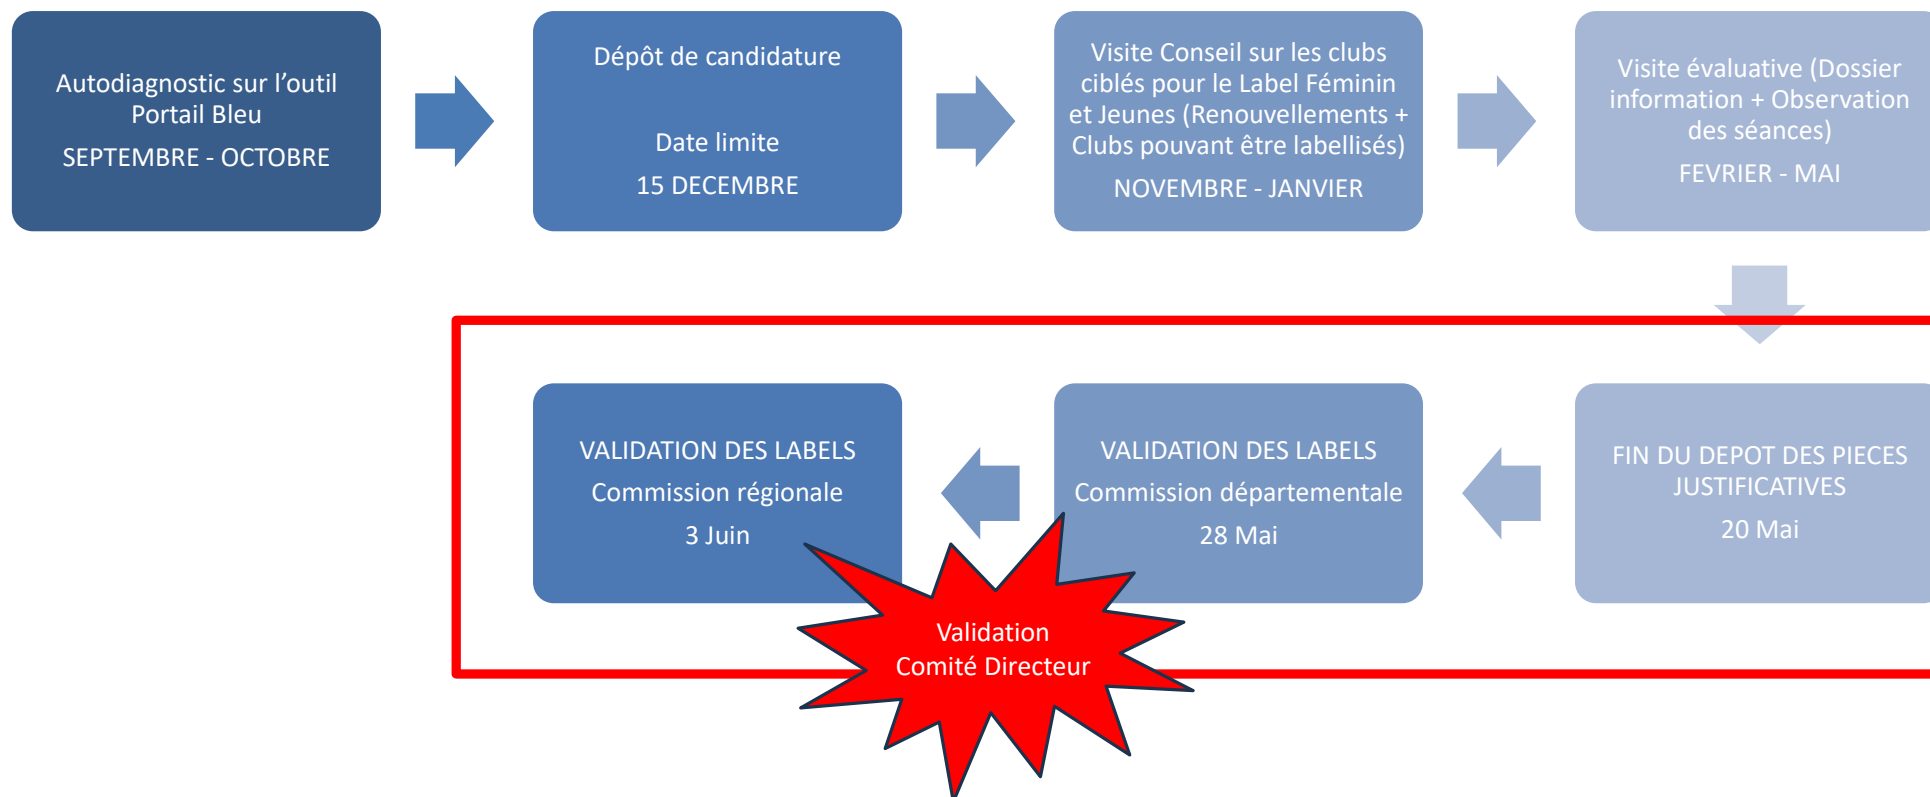 Autodiagnostic sur l’outil
Portail Bleu
SEPTEMBRE - OCTOBRE
Dépôt de candidature
Date limite
15 DECEMBRE
Visite Conseil sur les clubs
ciblés pour le Label Féminin
et Jeunes (Renouvellements +
Clubs pouvant être labellisés)
NOVEMBRE - JANVIER
Visite évaluative (Dossier
information + Observation
des séances)
FEVRIER - MAI
FIN DU DEPOT DES PIECES
JUSTIFICATIVES
20 Mai
VALIDATION DES LABELS
Commission départementale
28 Mai
VALIDATION DES LABELS
Commission régionale
3 Juin
Validation
Comité Directeur